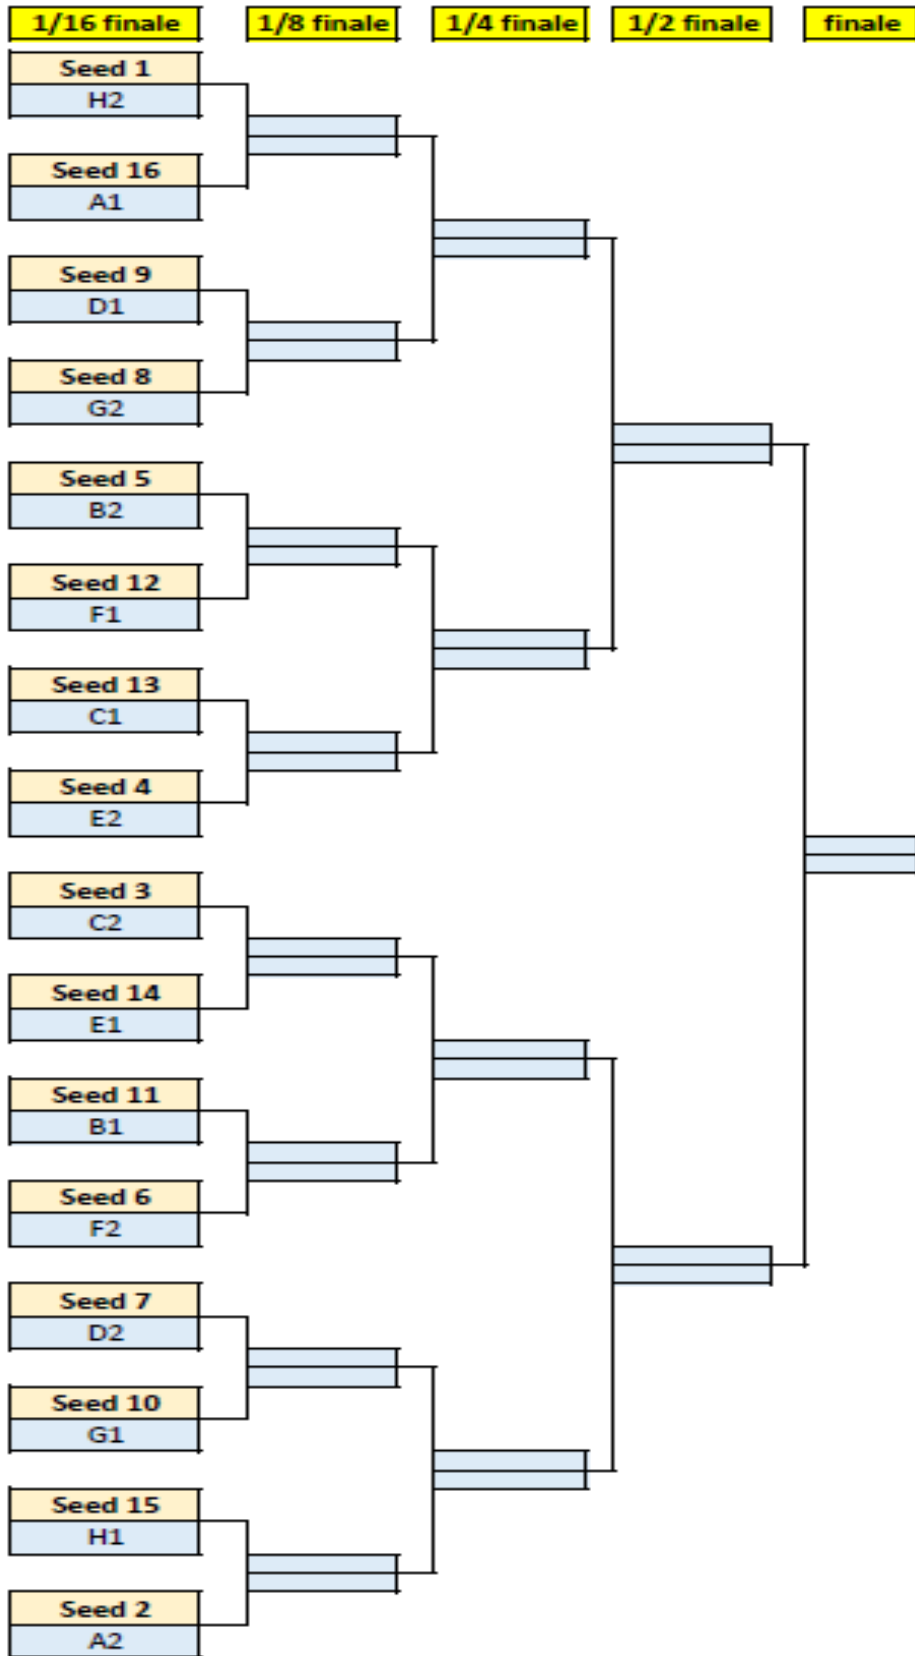 1/16 finale 1/8 finale 1/4 finale 1/2 finale finale
Seed 1
H2
Seed 16
A1
Seed 9
D1
Seed 8
G2
Seed 5
B2
Seed 12
F1
Seed 13
C1
Seed 4
E2
Seed 3
C2
Seed 14
E1
Seed 11
B1
Seed 6
F2
Seed 7
D2
Seed 10
G1
Seed 15
H1
Seed 2
A2